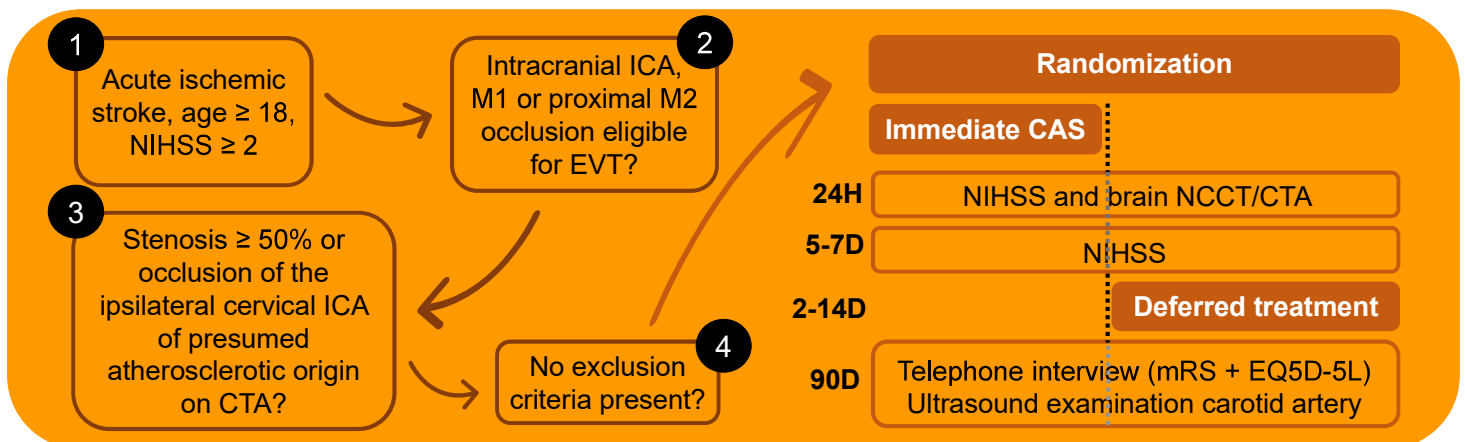 1
Acute ischemic
stroke, age ≥ 18,
NIHSS ≥ 2
2
Intracranial ICA,
M1 or proximal M2
occlusion eligible
for EVT?
3
Stenosis ≥ 50% or
occlusion of the
ipsilateral cervical ICA
of presumed
atherosclerotic origin
on CTA?
4
No exclusion
criteria present?
Randomization
Immediate CAS
24H
NIHSS and brain NCCT/CTA
5-7D
NIHSS
2-14D
Deferred treatment
90D
Telephone interview (mRS + EQ5D-5L)
Ultrasound examination carotid artery